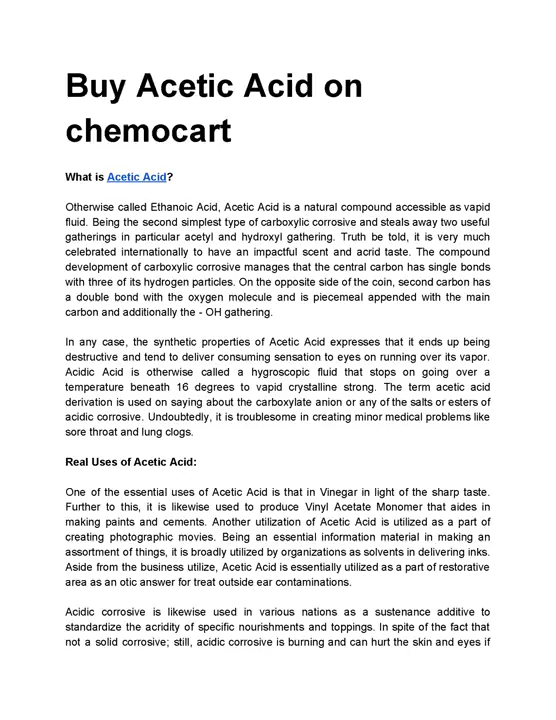 Buy Acetic Acid on
chemocart
What is Acetic Acid?
Otherwise called Ethanoic Acid, Acetic Acid is a natural compound accessible as vapid
fluid. Being the second simplest type of carboxylic corrosive and steals away two useful
gatherings in particular acetyl and hydroxyl gathering. Truth be told, it is very much
celebrated internationally to have an impactful scent and acrid taste. The compound
development of carboxylic corrosive manages that the central carbon has single bonds
with three of its hydrogen particles. On the opposite side of the coin, second carbon has
a double bond with the oxygen molecule and is piecemeal appended with the main
carbon and additionally the - OH gathering.
In any case, the synthetic properties of Acetic Acid expresses that it ends up being
destructive and tend to deliver consuming sensation to eyes on running over its vapor.
Acidic Acid is otherwise called a hygroscopic fluid that stops on going over a
temperature beneath 16 degrees to vapid crystalline strong. The term acetic acid
derivation is used on saying about the carboxylate anion or any of the salts or esters of
acidic corrosive. Undoubtedly, it is troublesome in creating minor medical problems like
sore throat and lung clogs.
Real Uses of Acetic Acid:
One of the essential uses of Acetic Acid is that in Vinegar in light of the sharp taste.
Further to this, it is likewise used to produce Vinyl Acetate Monomer that aides in
making paints and cements. Another utilization of Acetic Acid is utilized as a part of
creating photographic movies. Being an essential information material in making an
assortment of things, it is broadly utilized by organizations as solvents in delivering inks.
Aside from the business utilize, Acetic Acid is essentially utilized as a part of restorative
area as an otic answer for treat outside ear contaminations.
Acidic corrosive is likewise used in various nations as a sustenance additive to
standardize the acridity of specific nourishments and toppings. In spite of the fact that
not a solid corrosive; still, acidic corrosive is burning and can hurt the skin and eyes if